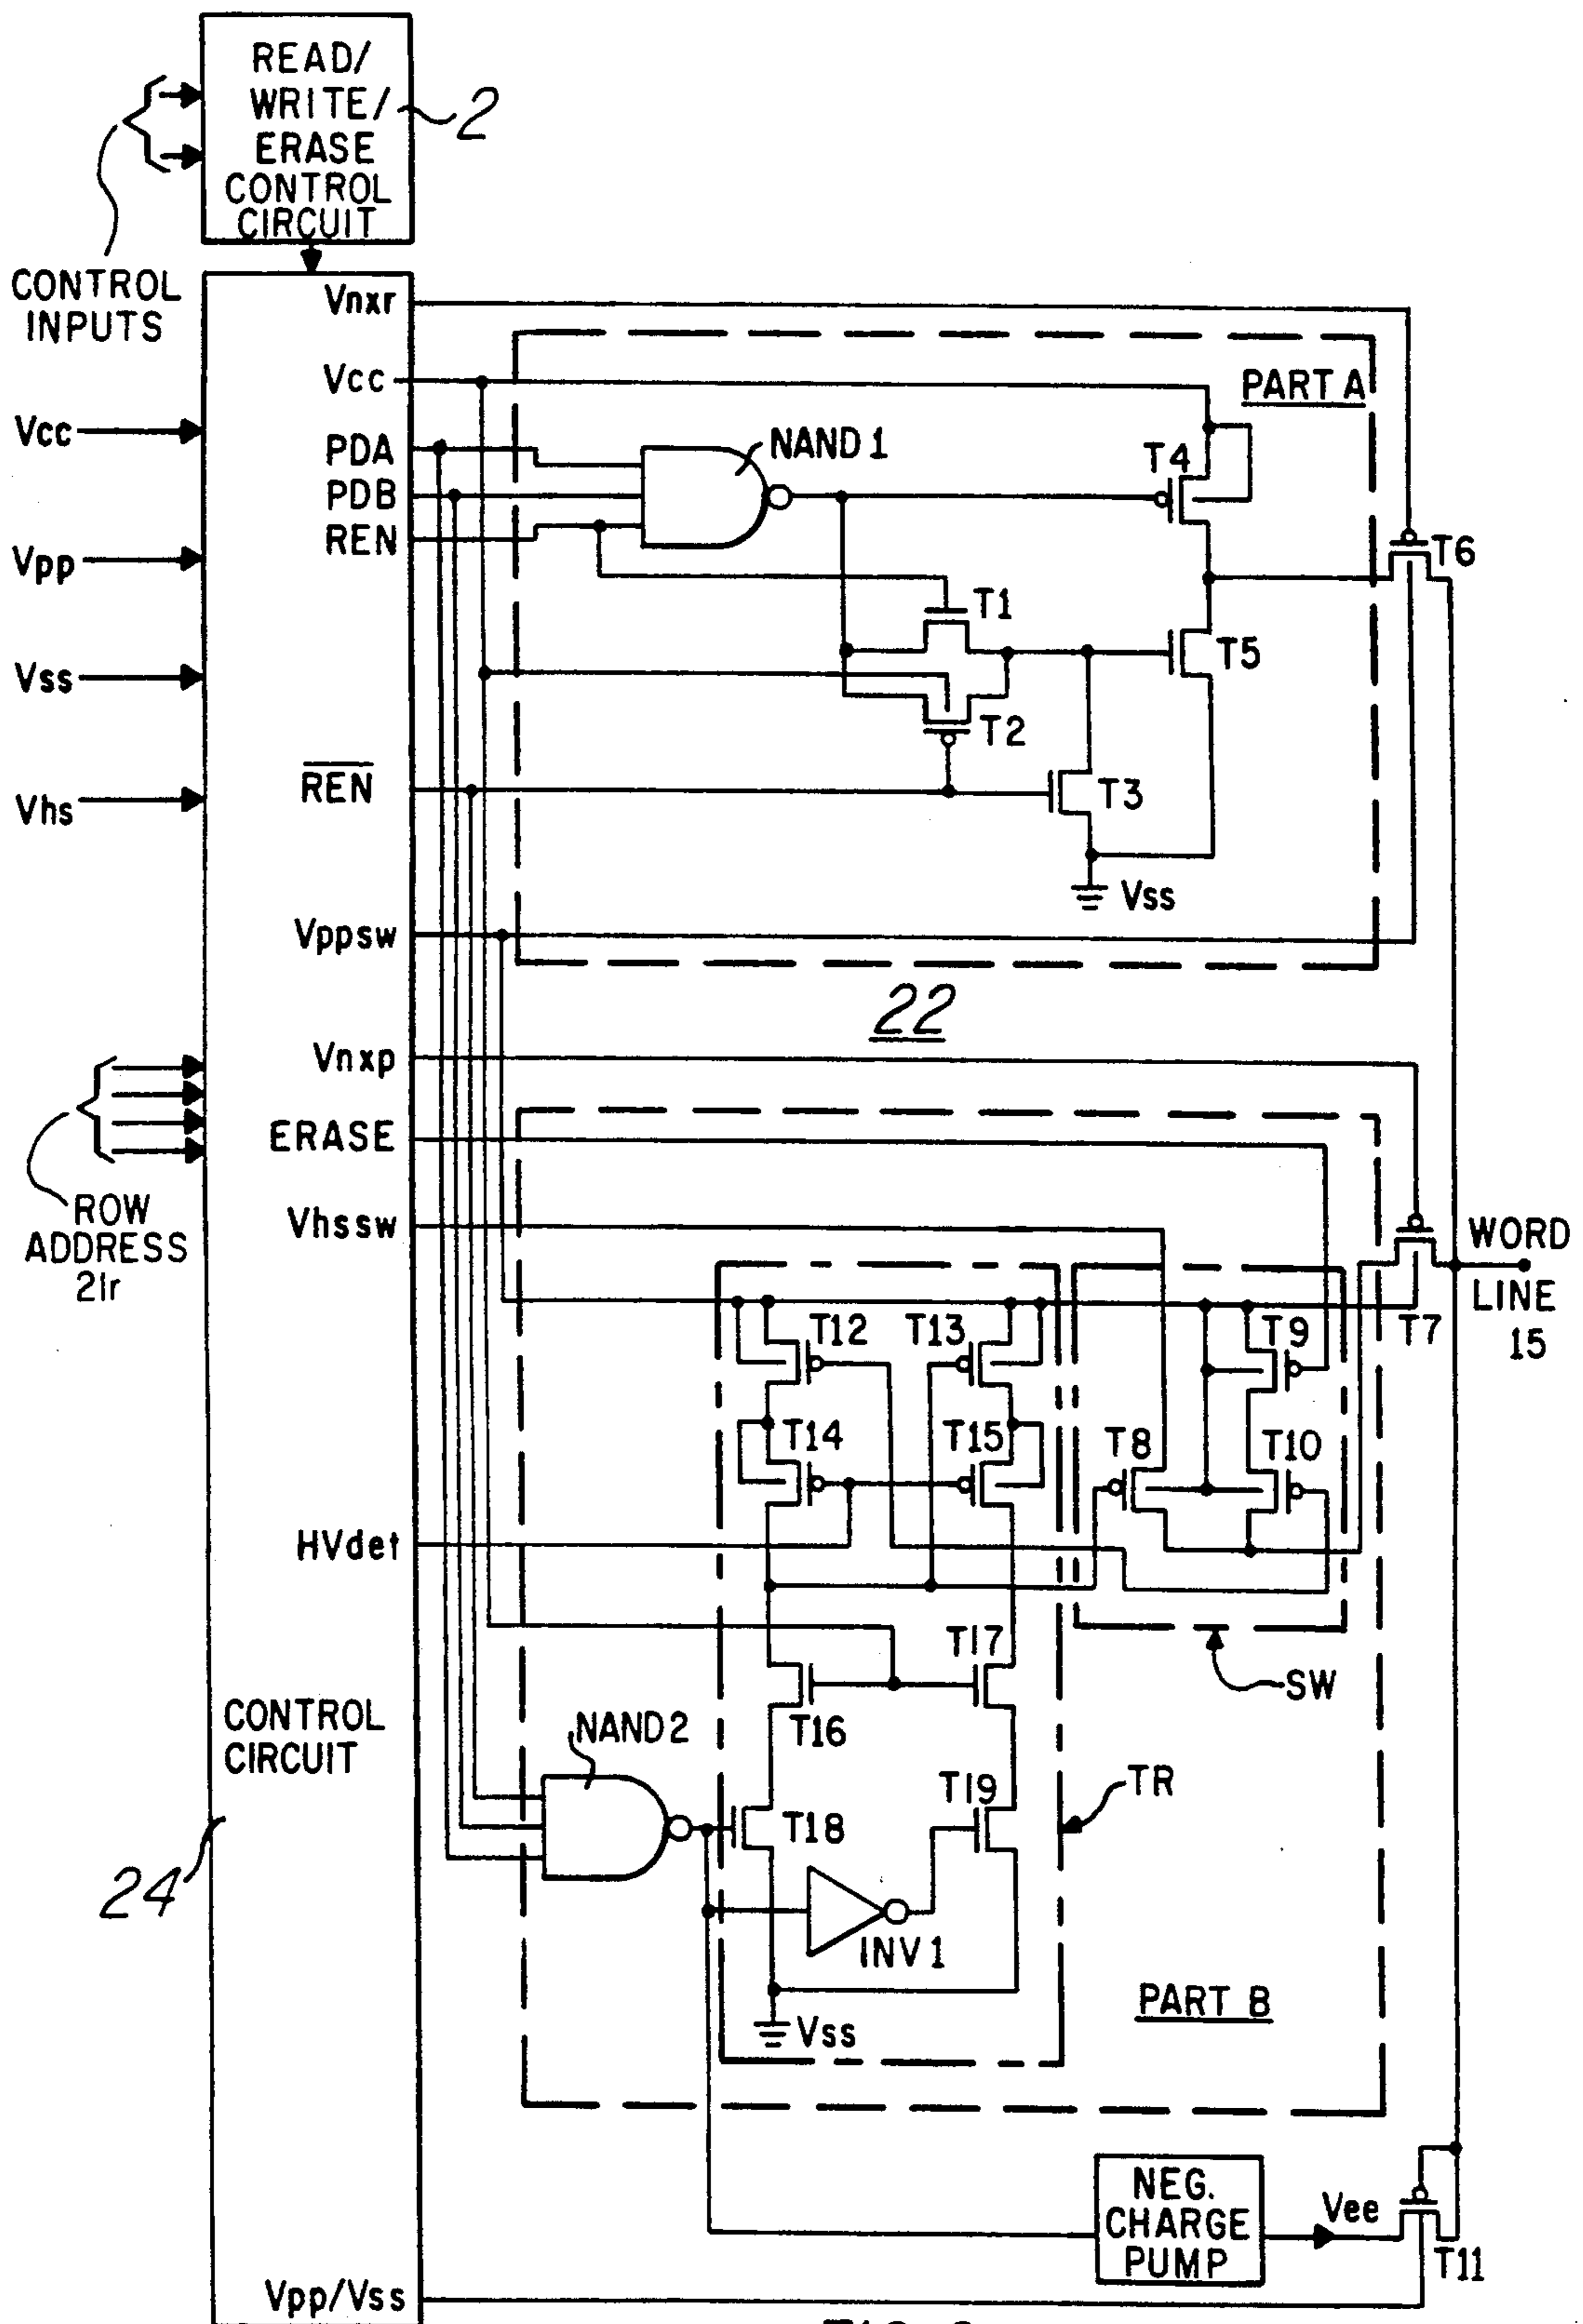 READ/
WRITE/
ERASE
CONTROL
CIRCUIT
2
CONTROL
INPUTS
Vnxr
Vcc
PART A
Vcc
PDA
NAND 1
T4
PDB
REN
T6
Vpp
T1
T5
Vss
T2
REN
T3
Vhs
Vss
Vppsw
22
Vnxp
ERASE
ROW
ADDRESS
21r
Vhssw
WORD
LINE
15
T12
T13
T9
T7
T14
T15
T8
T10
HVdet
T17
SW
CONTROL
CIRCUIT
NAND2
T16
TR
T19
T18
24
INV 1
PART B
Vss
NEG.
CHARGE
PUMP
Vee
T11
Vpp/Vss